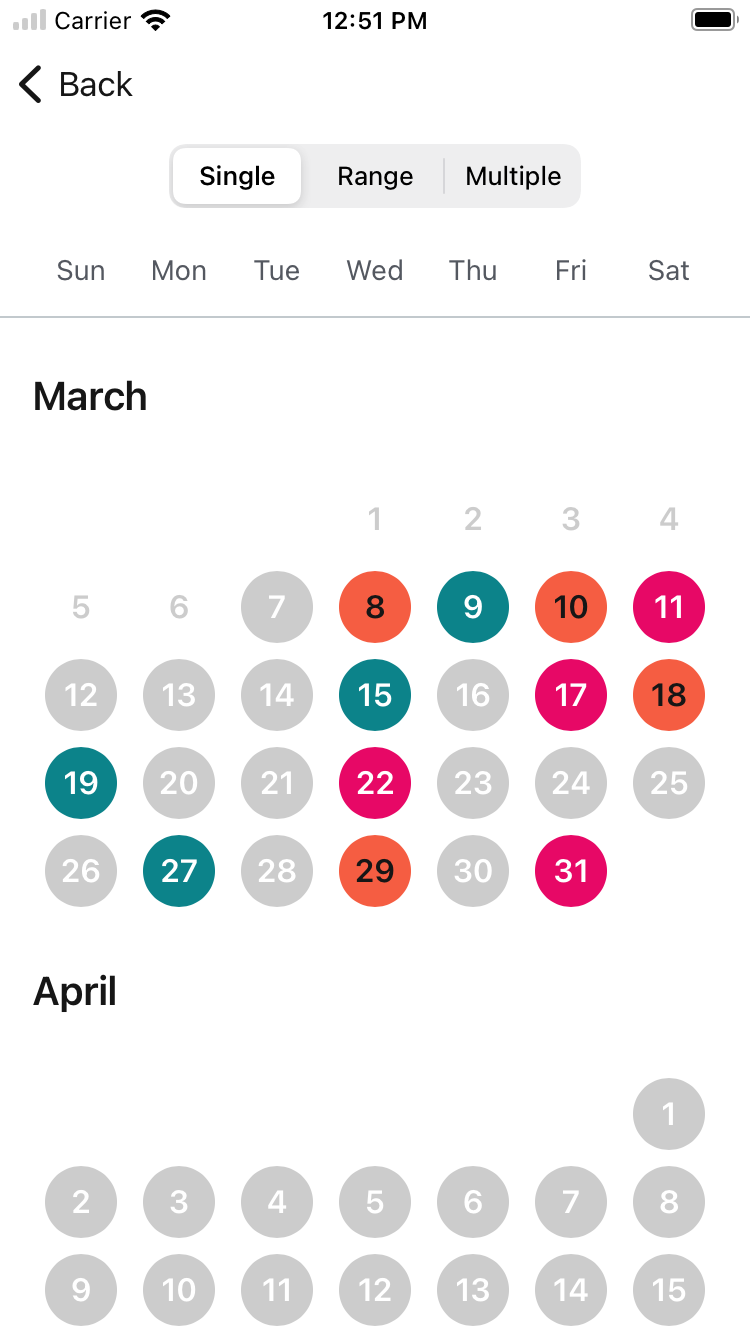 Carrier 12:51 PM
Back
Single Range Multiple
Sun Mon Tue Wed Thu Fri Sat
March
1 2 3 4
5 6 7 8 9 10 11
12 13 14 15 16 17 18
19 20 21 22 23 24 25
26 27 28 29 30 31
April
1
2 3 4 5 6 7 8
9 10 11 12 13 14 15